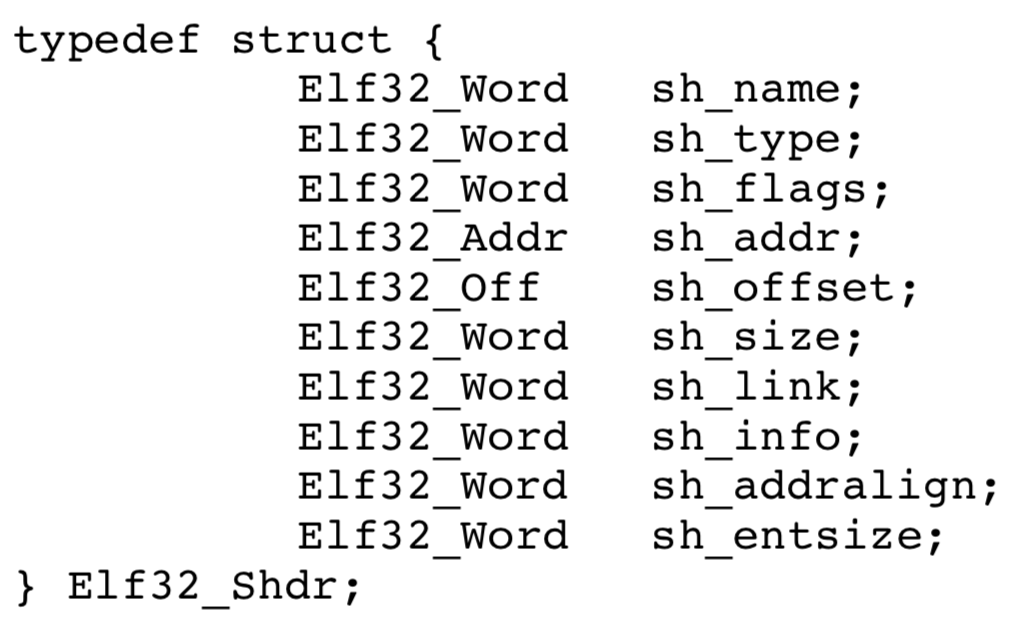 typedef struct {
Elf32_Word sh_name;
Elf32_Word sh_type;
Elf32_Word sh_flags;
Elf32_Addr sh_addr;
Elf32_Off sh_offset;
Elf32_Word sh_size;
Elf32_Word sh_link;
Elf32_Word sh_info;
Elf32_Word sh_addralign;
Elf32_Word sh_entsize;
} Elf32_Shdr;